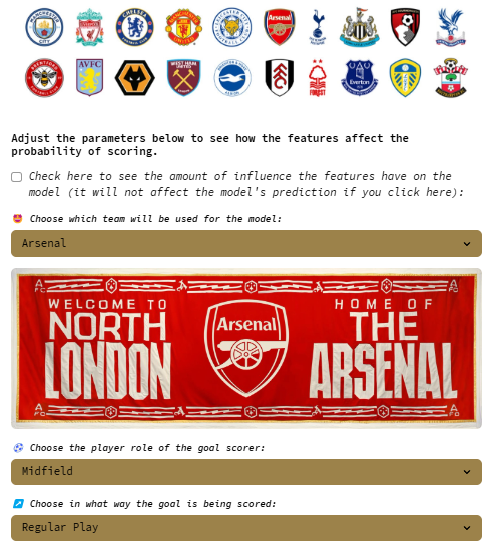 Adjust the parameters below to see how the features affect the
probability of scoring.
Check here to see the amount of influence the features have on the
model (it will not affect the model's prediction if you click here):
Choose which team will be used for the model:
Arsenal
WELCOME TO
NORTH
LONDON
Arsenal
HOME OF
THE
ARSENAL
Choose the player role of the goal scorer:
Midfield
Choose in what way the goal is being scored:
Regular Play